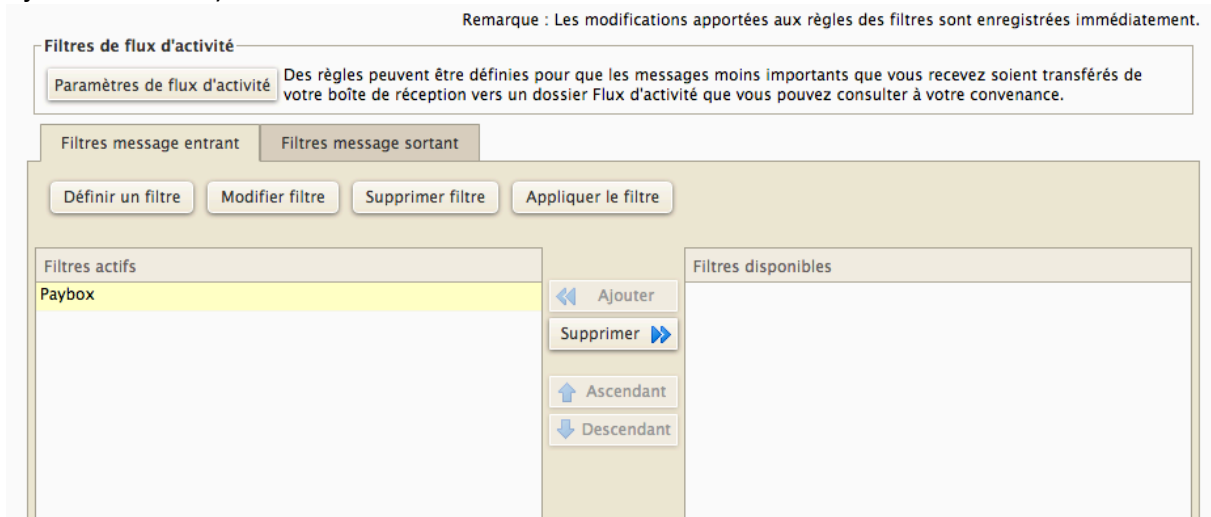 Remarque : Les modifications apportées aux règles des filtres sont enregistrées immédiatement.
Filtres de flux d'activité
Paramètres de flux d'activité
Des règles peuvent être définies pour que les messages moins importants que vous recevez soient transférés de
votre boîte de réception vers un dossier Flux d'activité que vous pouvez consulter à votre convenance.
Filtres message entrant
Filtres message sortant
Définir un filtre
Modifier filtre
Supprimer filtre
Appliquer le filtre
Filtres actifs
Filtres disponibles
Paybox
Ajouter
Supprimer
Ascendant
Descendant